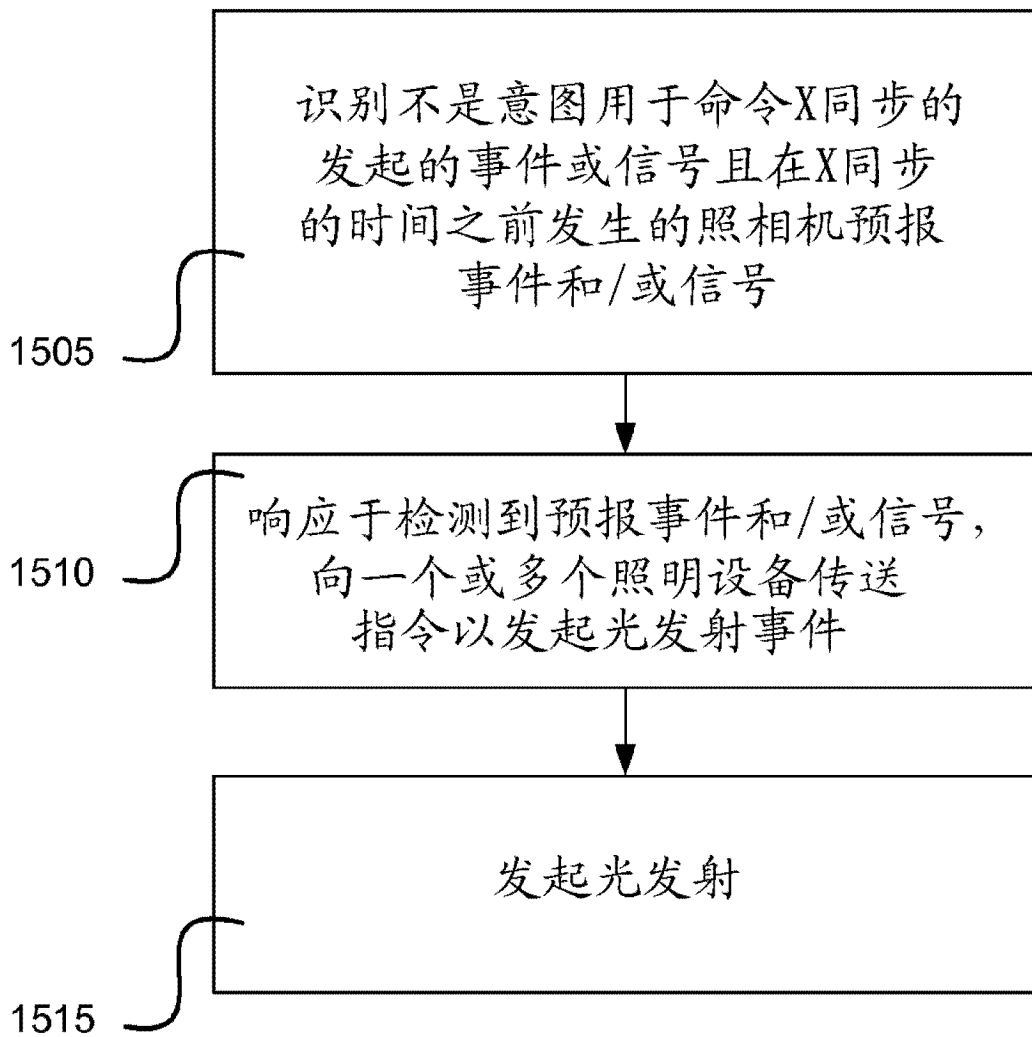 识别不是意图用于命令X同步的
发起的事件或信号且在X同步
的时间之前发生的照相机预报
事件和/或信号
1505
响应于检测到预报事件和/或信号，
向一个或多个照明设备传送
指令以发起光发射事件
1510
发起光发射
1515